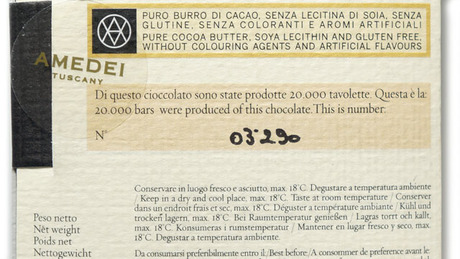 PURO BURRO DI CACAO, SENZA LECITINA DI SOIA, SENZA
GLUTINE, SENZA COLORANTI E AROMI ARTIFICIALI
PURE COCOA BUTTER, SOYA LECITHIN AND GLUTEN FREE,
WITHOUT COLOURING AGENTS AND ARTIFICIAL FLAVOURS
AMEDEI
TUSCANY
Di questo cioccolato sono state prodotte 20.000 tavolette. Questa è la:
20.000 bars were produced of this chocolate. This is number:
N° 03290
Conservare in luogo fresco e asciutto, max. 18°C. Degustare a temperatura ambiente
/ Keep in a dry and cool place, max. 18°C. Taste at room temperature / Conserver
dans un endroit frais et sec, max. 18°C. Déguster a température ambiante / Kühl und
trocken lagern, max. 18°C. Bei Raumtemperatur genießen / Lagras torrt och kallt,
max. 18°C. Konsumeras i rumstemperatur / Mantener en lugar fresco y seco, max.
18°C. Degustar a temperatura ambiente.
Peso netto
Nèt weight
Poids net
Nettogewicht
Da consumarsi preferibilmente entro il / Best before / A consommer de preference avant le